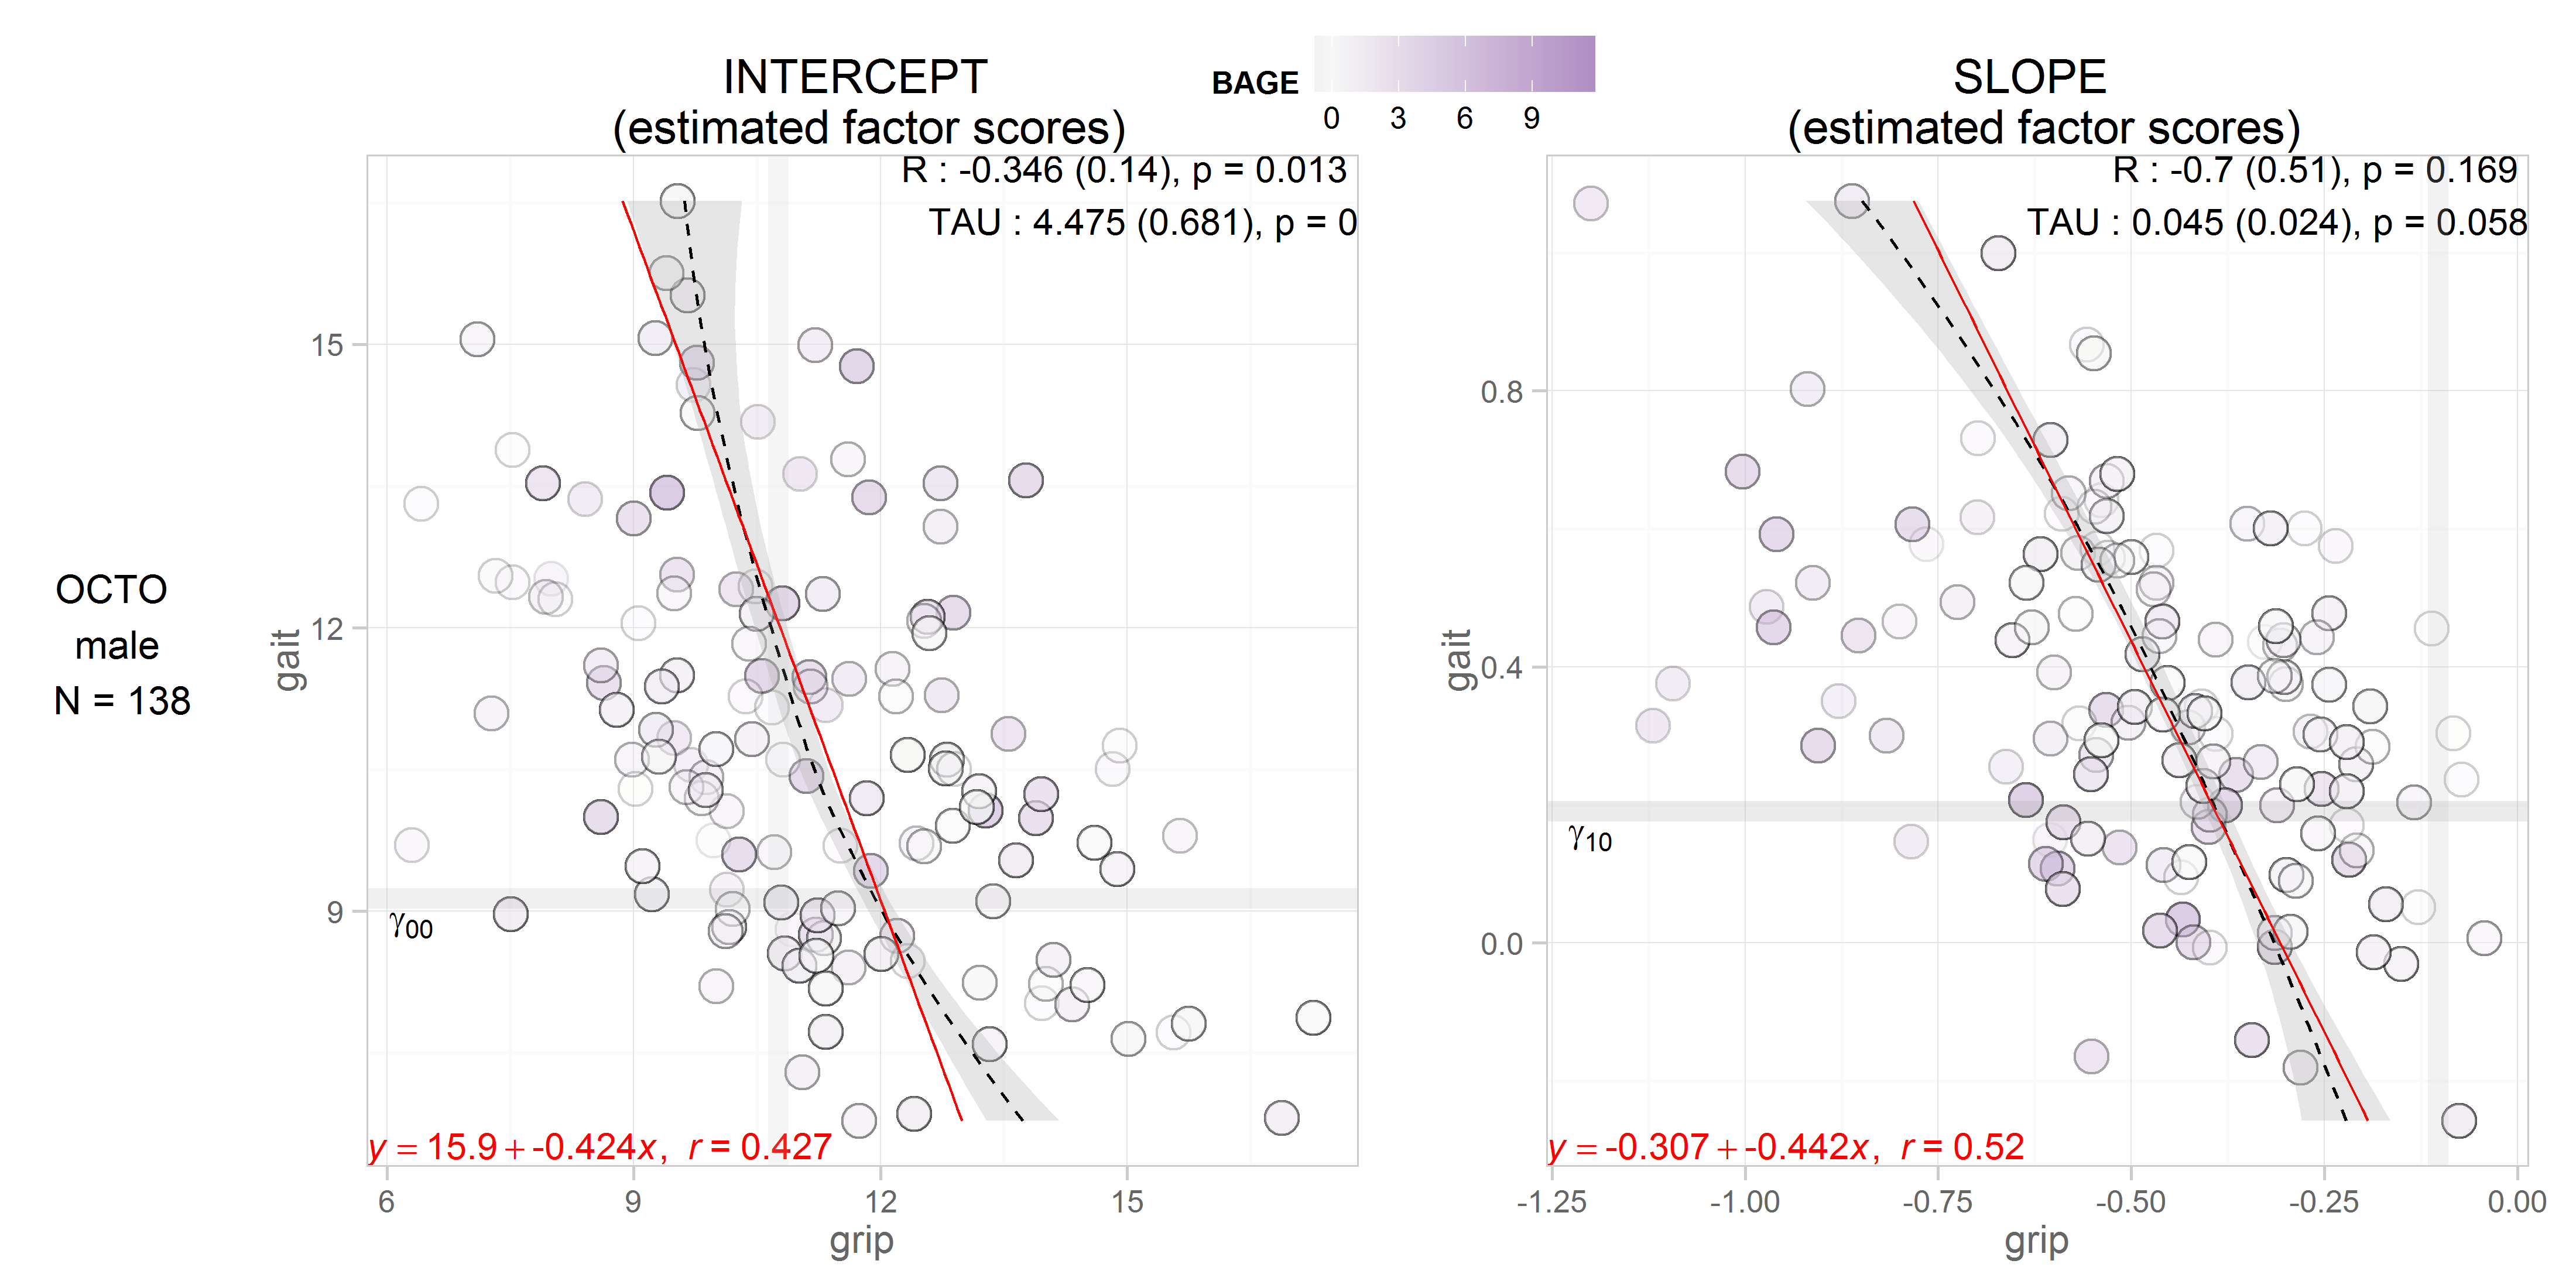 INTERCEPT
(estimated factor scores)
BAGE
0 3 6 9
SLOPE
(estimated factor scores)
OCTO
male
N = 138
R : -0.346 (0.14), p = 0.013
TAU : 4.475 (0.681), p = 0
gait
15
12
9
γ00
y = 15.9 + -0.424x, r = 0.427
6 9 12 15
grip
R : -0.7 (0.51), p = 0.169
TAU : 0.045 (0.024), p = 0.058
gait
0.8
0.4
0.0
γ10
y = -0.307 + -0.442x, r = 0.52
-1.25 -1.00 -0.75 -0.50 -0.25 0.00
grip